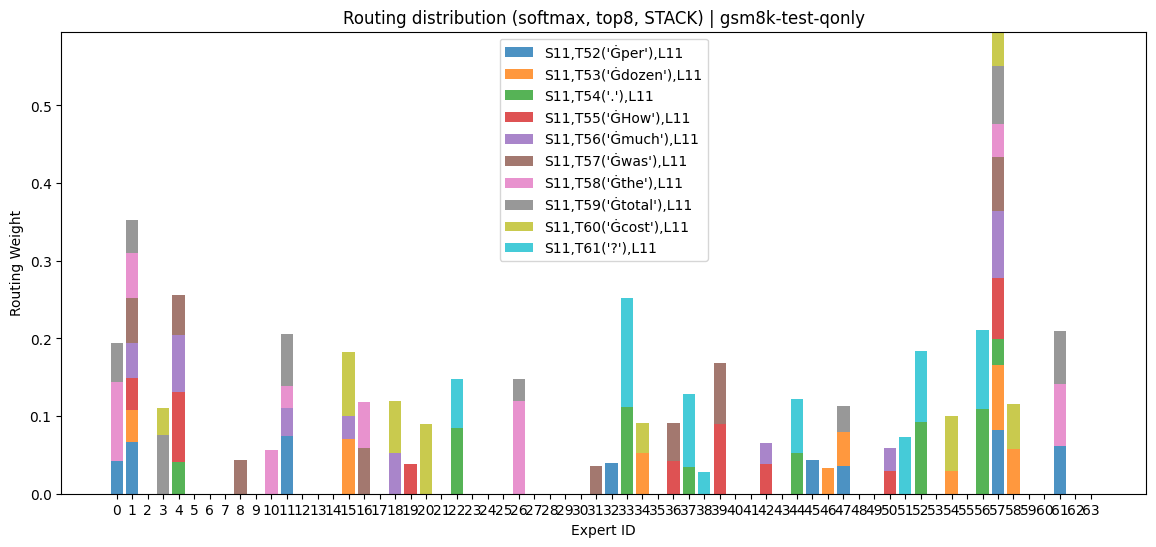 Routing distribution (softmax, top8, STACK) | gsm8k-test-qonly
S11,T52('Ġper'),L11
S11,T53('Ġdozen'),L11
S11,T54('.'),L11
S11,T55('ĠHow'),L11
S11,T56('Ġmuch'),L11
S11,T57('Ġwas'),L11
S11,T58('Ġthe'),L11
S11,T59('Ġtotal'),L11
S11,T60('Ġcost'),L11
S11,T61('?'),L11
Routing Weight
0.5
0.4
0.3
0.2
0.1
0.0
0 1 2 3 4 5 6 7 8 9 10 11 12 13 14 15 16 17 18 19 20 21 22 23 24 25 26 27 28 29 30 31 32 33 34 35 36 37 38 39 40 41 42 43 44 45 46 47 48 49 50 51 52 53 54 55 56 57 58 59 60 61 62 63
Expert ID